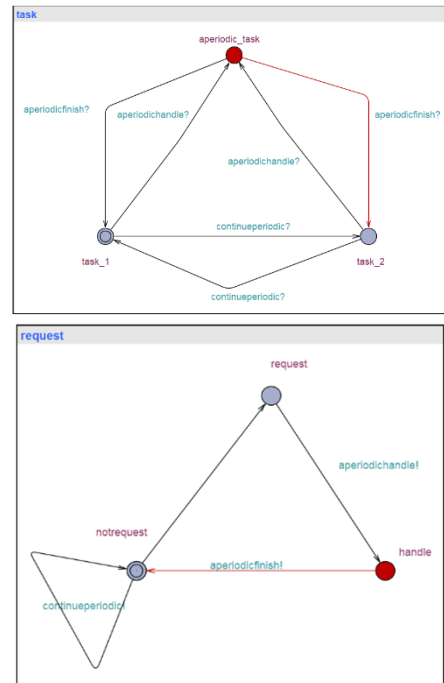 task
aperiodic_task
aperiodicfinish?
aperiodichandle?
aperiodicfinish?
aperiodichandle?
continueperiodic?
task_1
task_2
continueperiodic?
request
request
aperiodichandle!
notrequest
handle
aperiodicfinish!
continueperiodic!